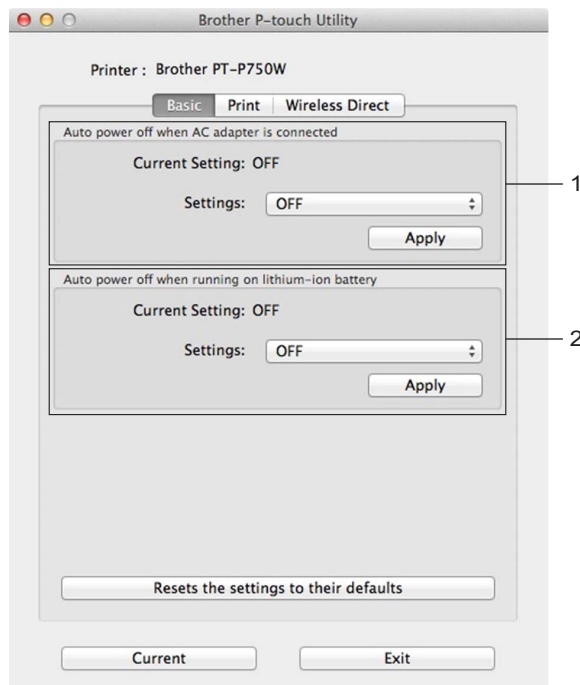 Brother P-touch Utility
Printer : Brother PT-P750W
Basic Print Wireless Direct
Auto power off when AC adapter is connected
Current Setting: OFF
Settings: OFF
Apply
1
Auto power off when running on lithium-ion battery
Current Setting: OFF
Settings: OFF
Apply
2
Resets the settings to their defaults
Current Exit